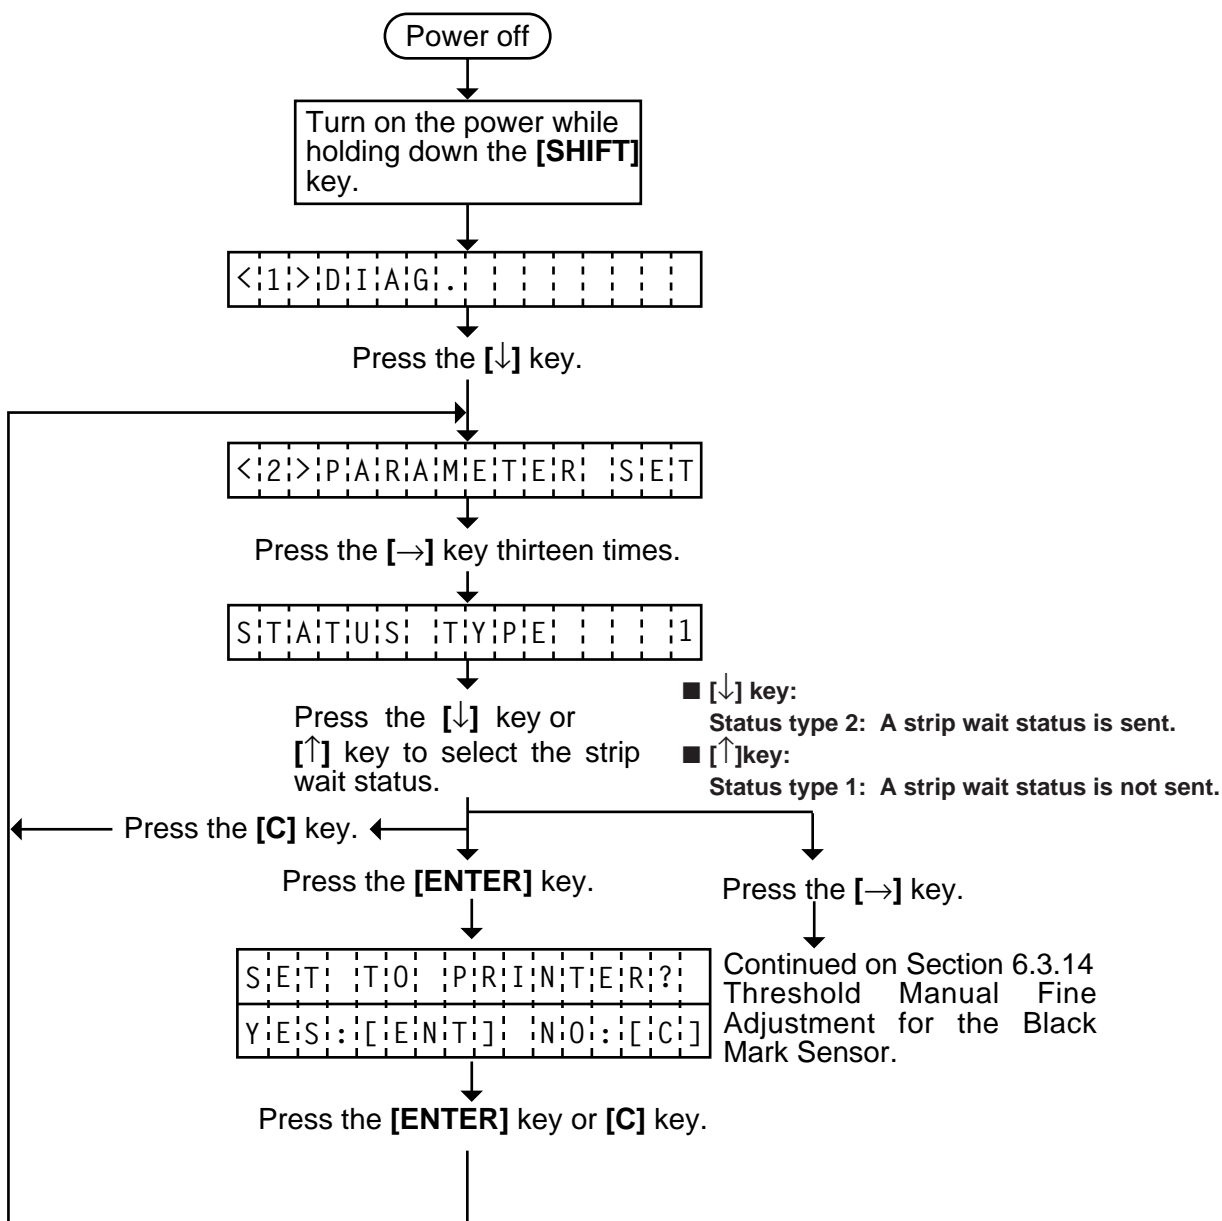 Power off
Turn on the power while
holding down the [SHIFT]
key.
<1>DIAG.
Press the [↓] key.
<2>PARAMETER SET
Press the [→] key thirteen times.
STATUS TYPE 1
Press the [↓] key or
[↑] key to select the strip
wait status.
■ [↓] key:
Status type 2: A strip wait status is sent.
■ [↑]key:
Status type 1: A strip wait status is not sent.
Press the [C] key.
Press the [ENTER] key.
Press the [→] key.
SET TO PRINTER?
YES:[ENT] NO:[C]
Continued on Section 6.3.14
Threshold Manual Fine
Adjustment for the Black
Mark Sensor.
Press the [ENTER] key or [C] key.